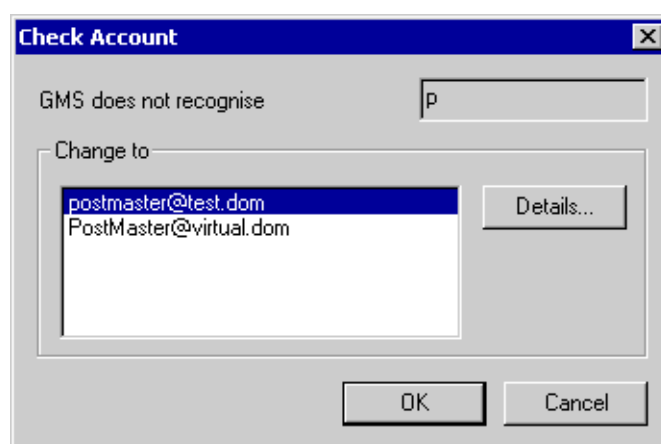 Check Account
GMS does not recognise p
Change to
postmaster@test.dom
Details...
PostMaster@virtual.dom
OK Cancel